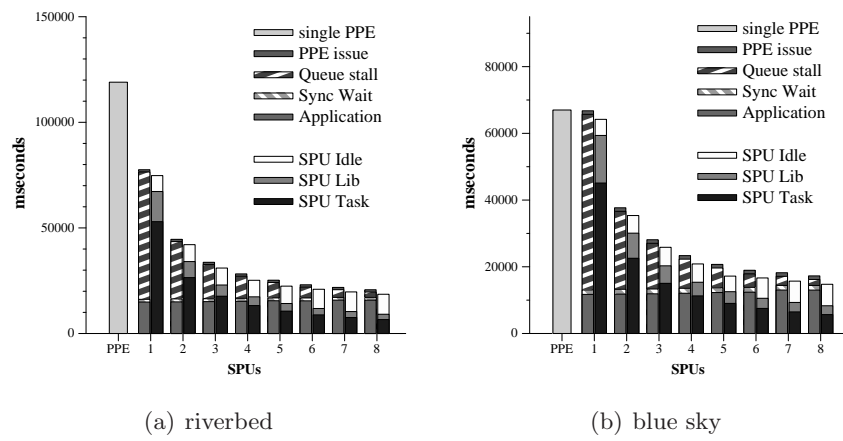 150000
100000
50000
0
mseconds
single PPE
PPE issue
Queue stall
Sync Wait
Application
SPU Idle
SPU Lib
SPU Task
PPE 1 2 3 4 5 6 7 8
SPUs
(a) riverbed
80000
60000
40000
20000
0
mseconds
single PPE
PPE issue
Queue stall
Sync Wait
Application
SPU Idle
SPU Lib
SPU Task
PPE 1 2 3 4 5 6 7 8
SPUs
(b) blue sky